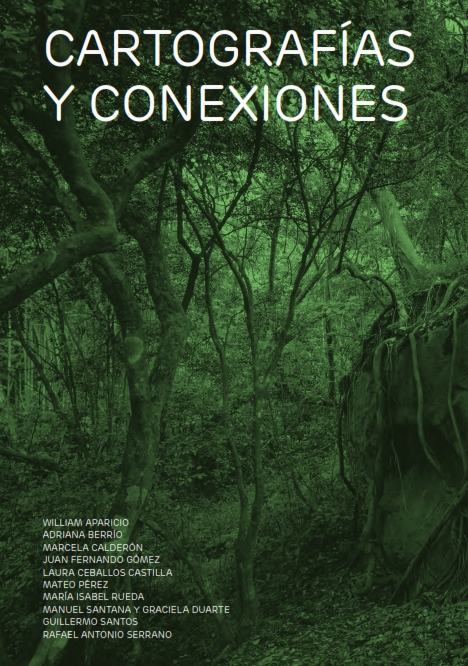 CARTOGRAFÍAS
Y CONEXIONES
WILLIAM APARICIO
ADRIANA BERRÍO
MARCELA CALDERÓN
JUAN FERNANDO GÓMEZ
LAURA CEBALLOS CASTILLA
MATEO PÉREZ
MARÍA ISABEL RUEDA
MANUEL SANTANA Y GRACIELA DUARTE
GUILLERMO SANTOS
RAFAEL ANTONIO SERRANO